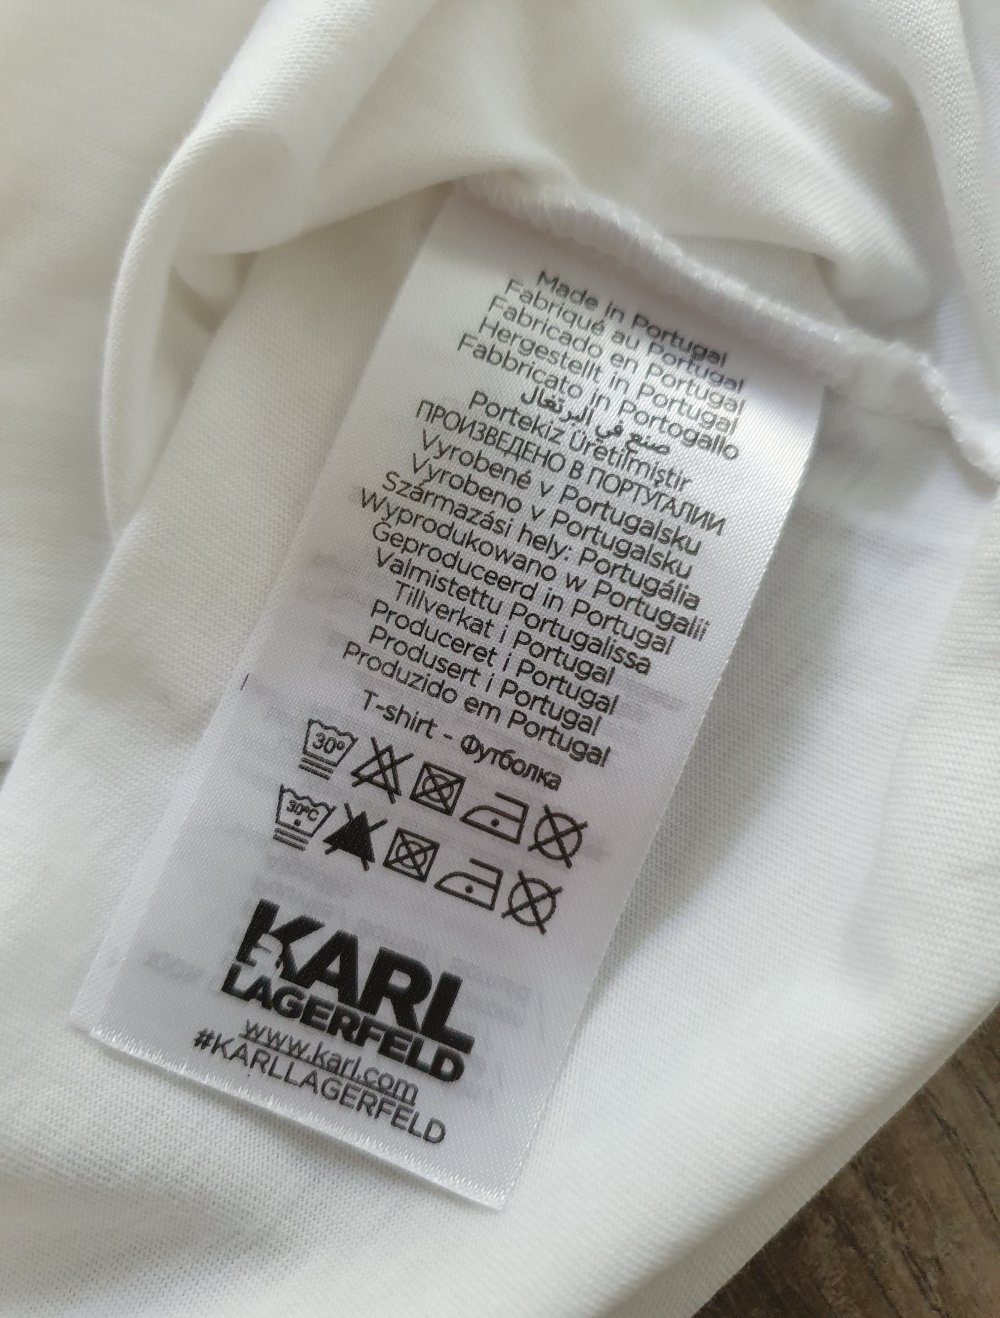 Made in Portugal
Fabriqué au Portugal
Fabricado en Portugal
Hergestellt in Portugal
Fabbricato in Portogallo
صنع في البرتغال
Portekiz Üretilmiştir
ПРОИЗВЕДЕНО В ПОРТУГАЛИИ
Vyrobené v Portugalsku
Vyrobeno v Portugalsku
Származási hely: Portugália
Wyprodukowano w Portugalii
Geproduceerd in Portugal
Valmistettu Portugalissa
Tillverkat i Portugal
Produceret i Portugal
Produsert i Portugal
Produzido em Portugal
T-shirt - Футболка
30º
30ºC
KARL
LAGERFELD
www.karl.com
#KARLLAGERFELD